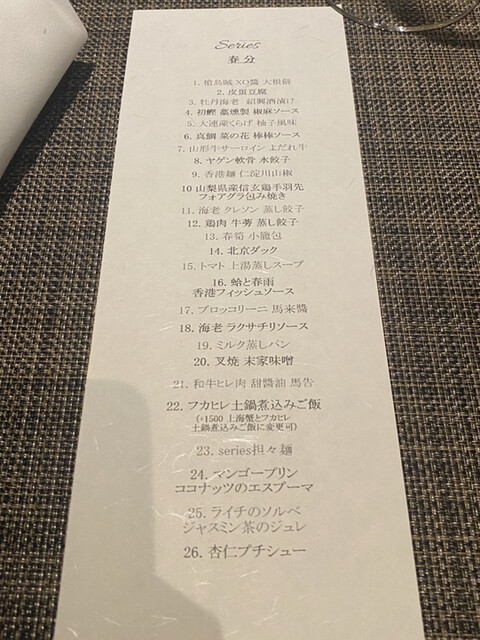 Series
春分
1. 槍烏賊 XO醬 大根餅
2. 皮蛋豆腐
3. 牡丹海老 紹興酒漬け
4. 初鰹 藁燻製 椒麻ソース
5. 大連産くらげ 柚子風味
6. 真鯛 菜の花 棒棒ソース
7. 山形牛サーロイン よだれ牛
8. ヤゲン軟骨 水餃子
9. 香港麺 仁淀川山椒
10 山梨県産信玄鶏手羽先
フォアグラ包み焼き
11. 海老 クレソン 蒸し餃子
12. 鶏肉 牛蒡 蒸し餃子
13. 春筍 小龍包
14. 北京ダック
15. トマト 上湯蒸しスープ
16. 蛤と春雨
香港フィッシュソース
17. ブロッコリーニ 馬来醬
18. 海老 ラクサチリソース
19. ミルク蒸しパン
20. 叉焼 末家味噌
21. 和牛ヒレ肉 甜醬油 馬告
22. フカヒレ土鍋煮込みご飯
(+1500 上海蟹とフカヒレ
土鍋煮込みご飯に変更可)
23. series担々麺
24. マンゴープリン
ココナッツのエスプーマ
25. ライチのソルベ
ジャスミン茶のジュレ
26. 杏仁プチシュー